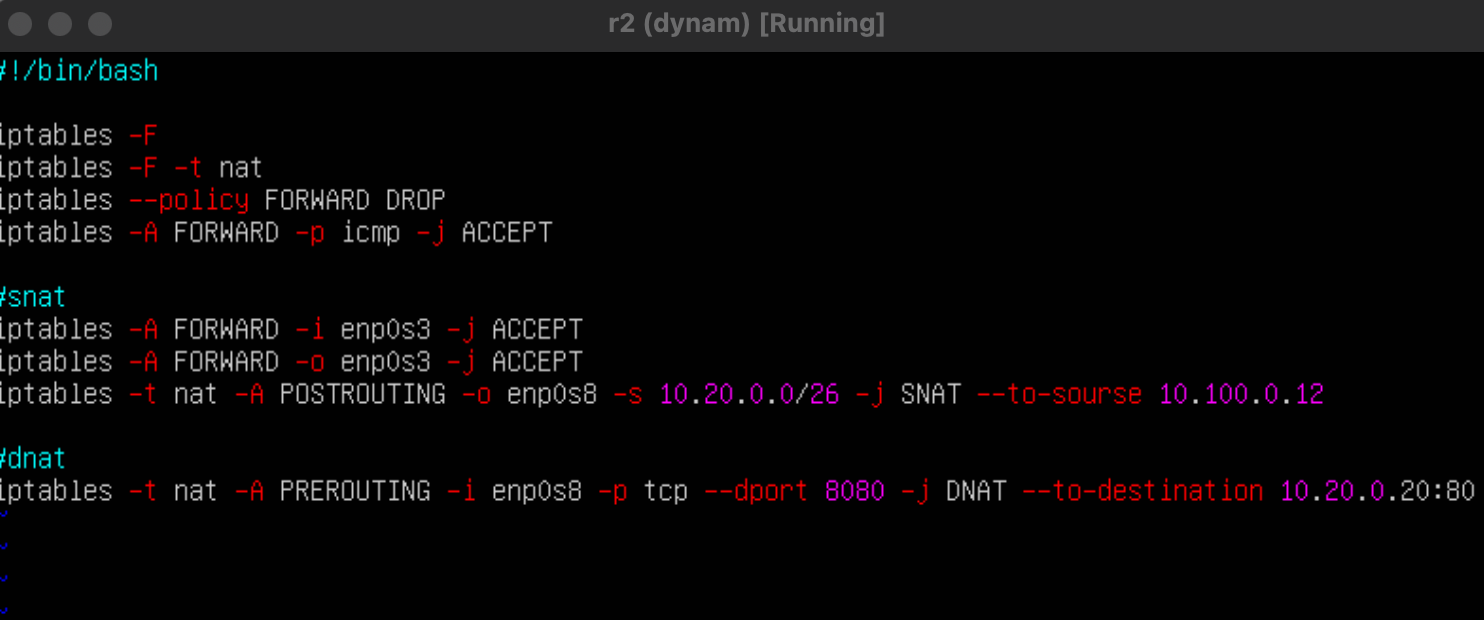 r2 (dynam) [Running]
#!/bin/bash
iptables -F
iptables -F -t nat
iptables --policy FORWARD DROP
iptables -A FORWARD -p icmp -j ACCEPT
#snat
iptables -A FORWARD -i enp0s3 -j ACCEPT
iptables -A FORWARD -o enp0s3 -j ACCEPT
iptables -t nat -A POSTROUTING -o enp0s8 -s 10.20.0.0/26 -j SNAT --to-sourse 10.100.0.12
#dnat
iptables -t nat -A PREROUTING -i enp0s8 -p tcp --dport 8080 -j DNAT --to-destination 10.20.0.20:80
~
~
~
~